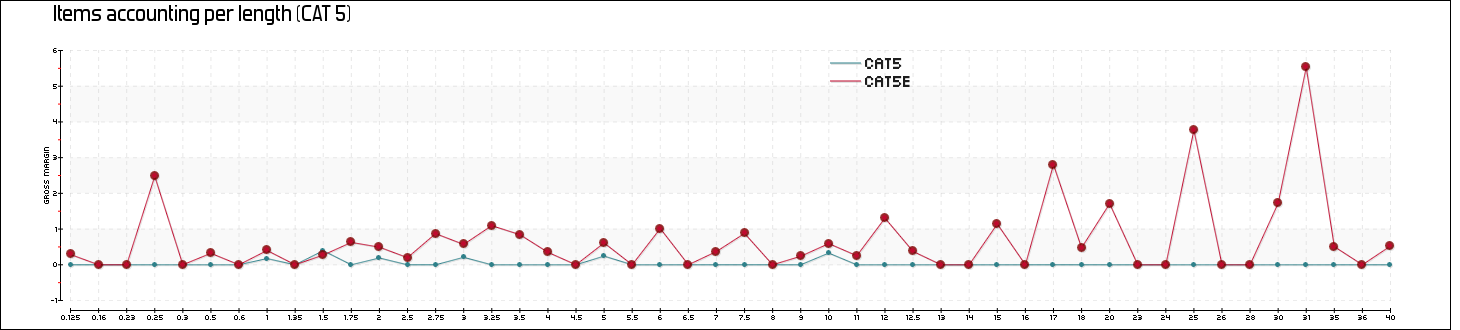 Items accounting per length (CAT 5)
CAT5
CAT5E
GROSS MARGIN
6
5
4
3
2
1
0
-1
0.125 0.16 0.23 0.25 0.3 0.5 0.6 1 1.35 1.5 1.75 2 2.5 2.75 3 3.25 3.5 4 4.5 5 5.5 6 6.5 7 7.5 8 9 10 11 12 12.5 13 14 15 16 17 18 20 23 24 25 26 28 30 31 35 36 40